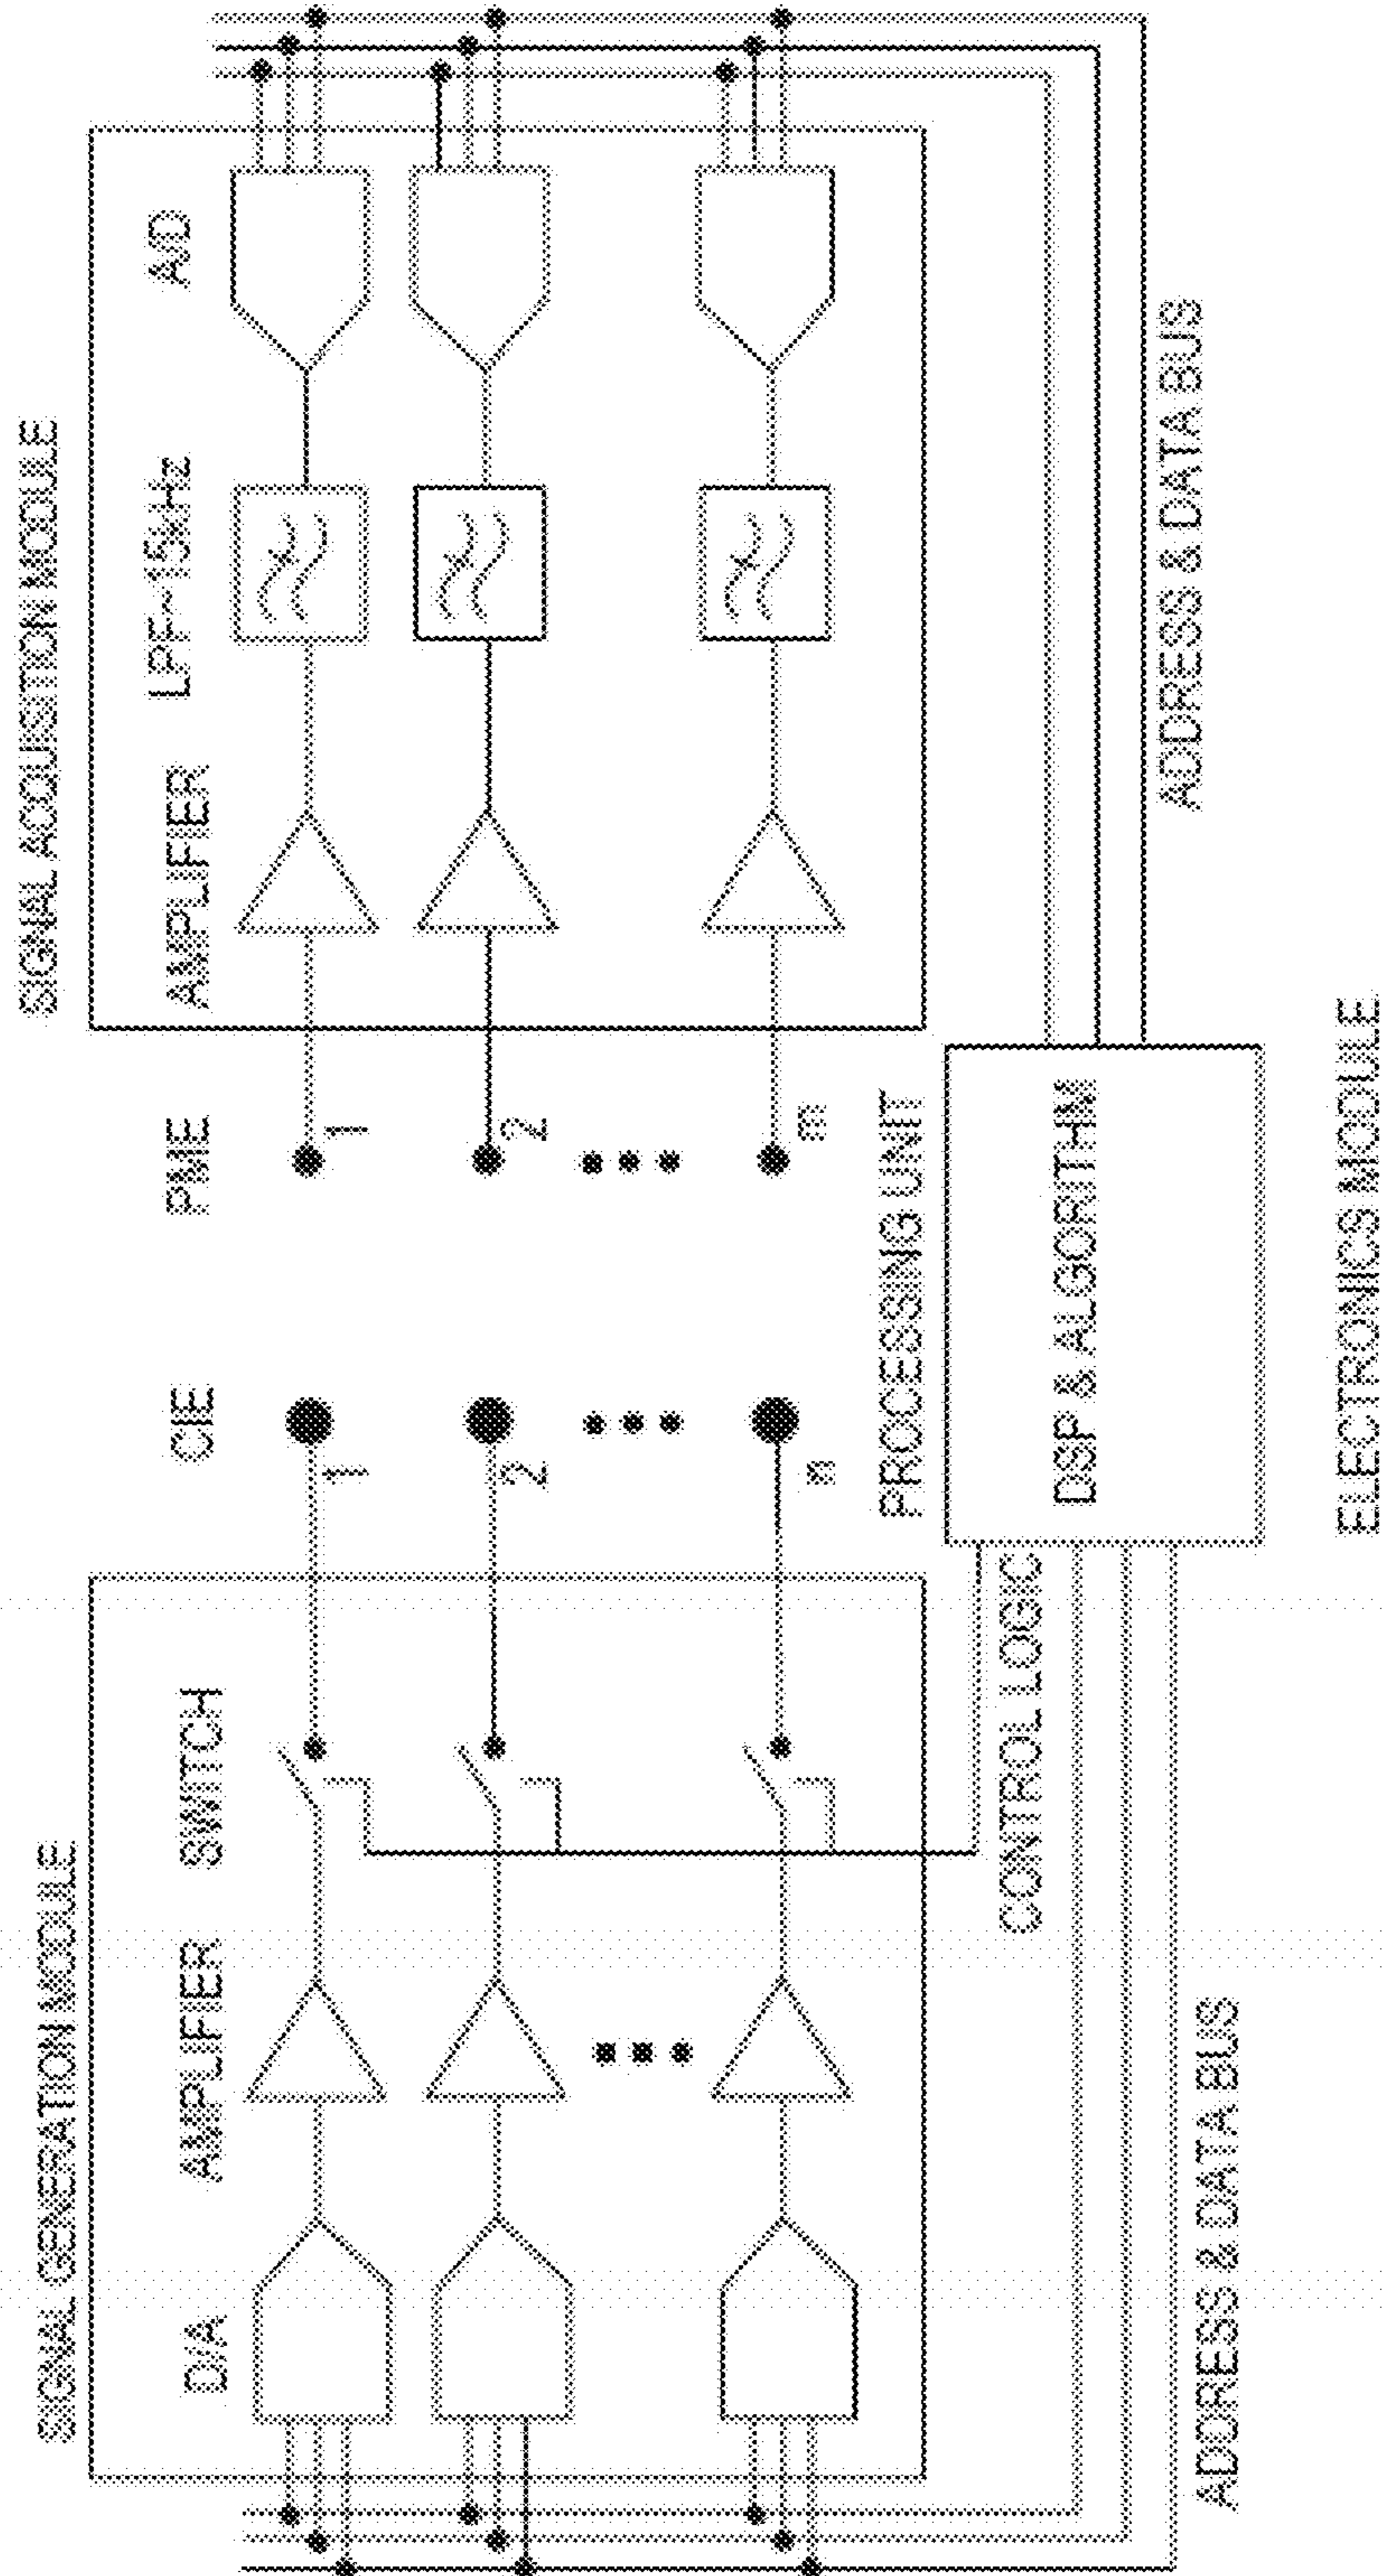 SIGNAL GENERATION MODULE
D/A
AMPLIFIER
SWITCH
CIE
1
2
n
PME
1
2
m
SIGNAL ACQUISITION MODULE
AMPLIFIER
LPF~15kHz
A/D
CONTROL LOGIC
PROCESSING UNIT
DSP & ALGORITHM
ADDRESS & DATA BUS
ADDRESS & DATA BUS
ELECTRONICS MODULE